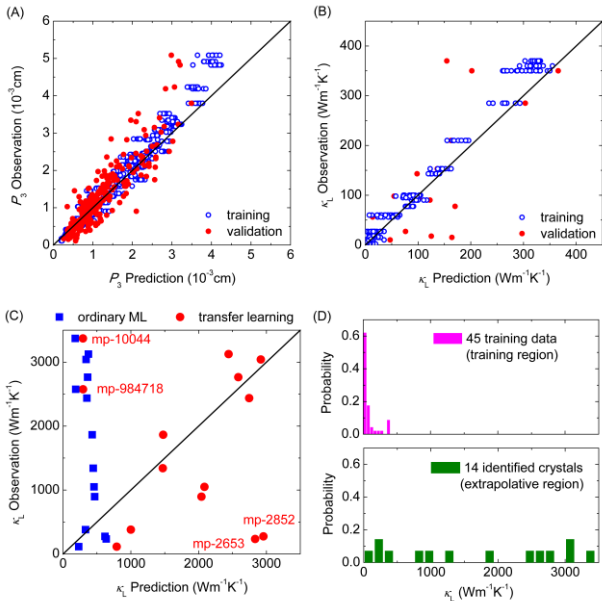 (A)
6
5
4
3
2
1
0
P3 Observation (10⁻³cm)
training
validation
0 1 2 3 4 5 6
P3 Prediction (10⁻³cm)
(B)
400
300
200
100
0
κL Observation (Wm⁻¹K⁻¹)
training
validation
0 100 200 300 400
κL Prediction (Wm⁻¹K⁻¹)
(C)
ordinary ML
transfer learning
3000
2000
1000
0
κL Observation (Wm⁻¹K⁻¹)
mp-10044
mp-984718
mp-2852
mp-2653
0 1000 2000 3000
κL Prediction (Wm⁻¹K⁻¹)
(D)
0.6
0.4
0.2
0.0
Probability
45 training data
(training region)
0.6
0.4
0.2
0.0
Probability
14 identified crystals
(extrapolative region)
0 1000 2000 3000
κL (Wm⁻¹K⁻¹)